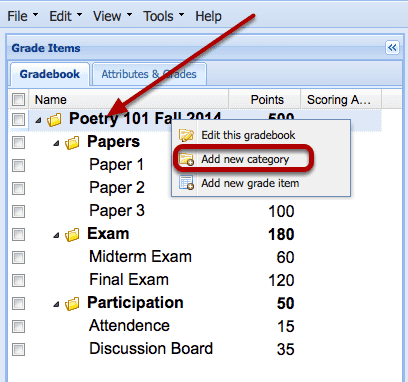 File Edit View Tools Help
Grade Items
Gradebook Attributes & Grades
Name Points Scoring A...
Poetry 101 Fall 2014 500
Papers
Edit this gradebook
Paper 1
Add new category
Paper 2
Add new grade item
Paper 3 100
Exam 180
Midterm Exam 60
Final Exam 120
Participation 50
Attendence 15
Discussion Board 35